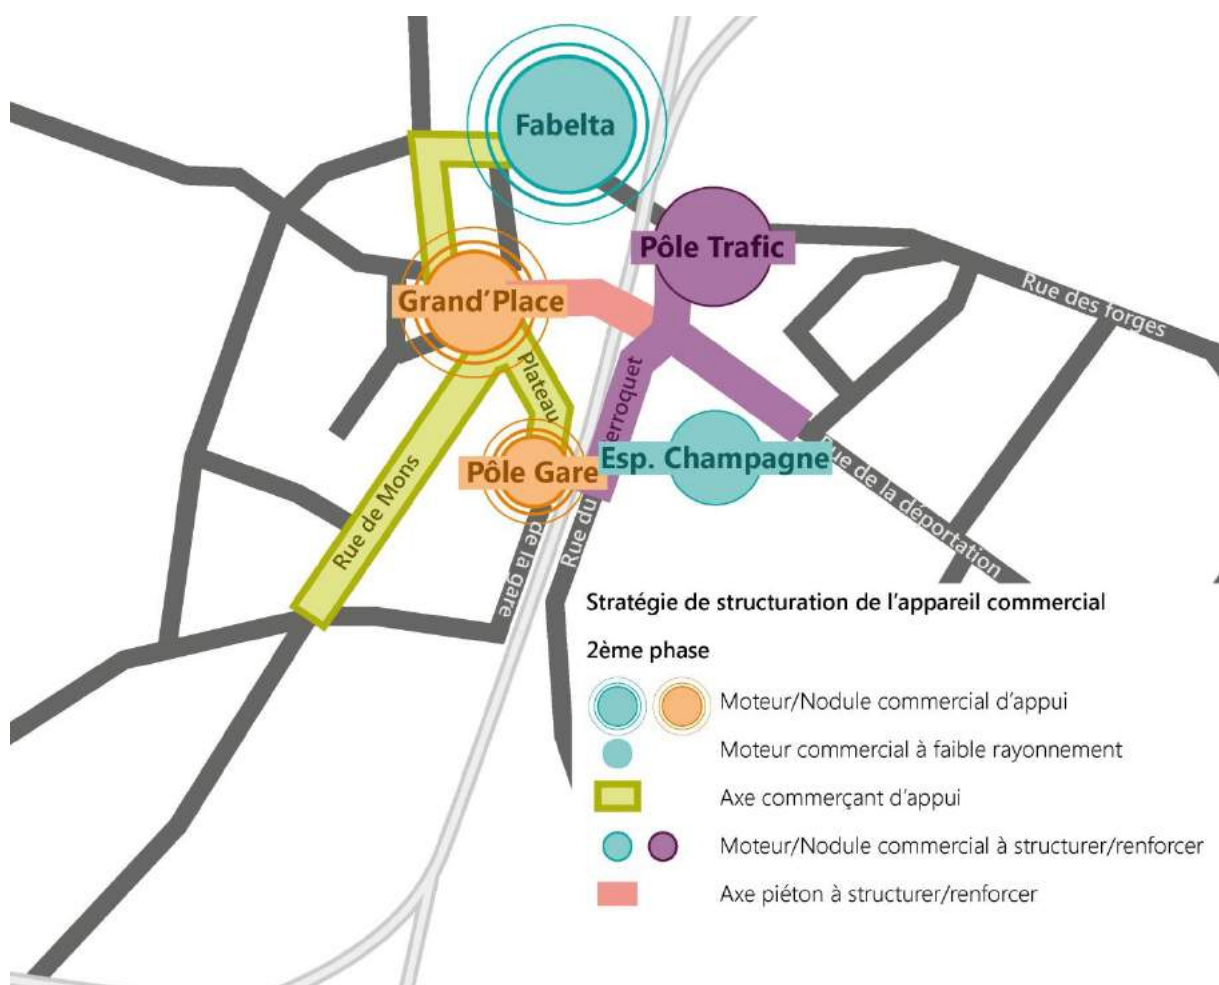 Fabelta
Pôle Trafic
Grand'Place
Rue des forges
Plateau
erroquet
Pôle Gare
Esp. Champagne
Rue de Mons
Rue de la déportation
de la gare
Rue du
Stratégie de structuration de l'appareil commercial
2ème phase
Moteur/Nodule commercial d'appui
Moteur commercial à faible rayonnement
Axe commerçant d'appui
Moteur/Nodule commercial à structurer/renforcer
Axe piéton à structurer/renforcer